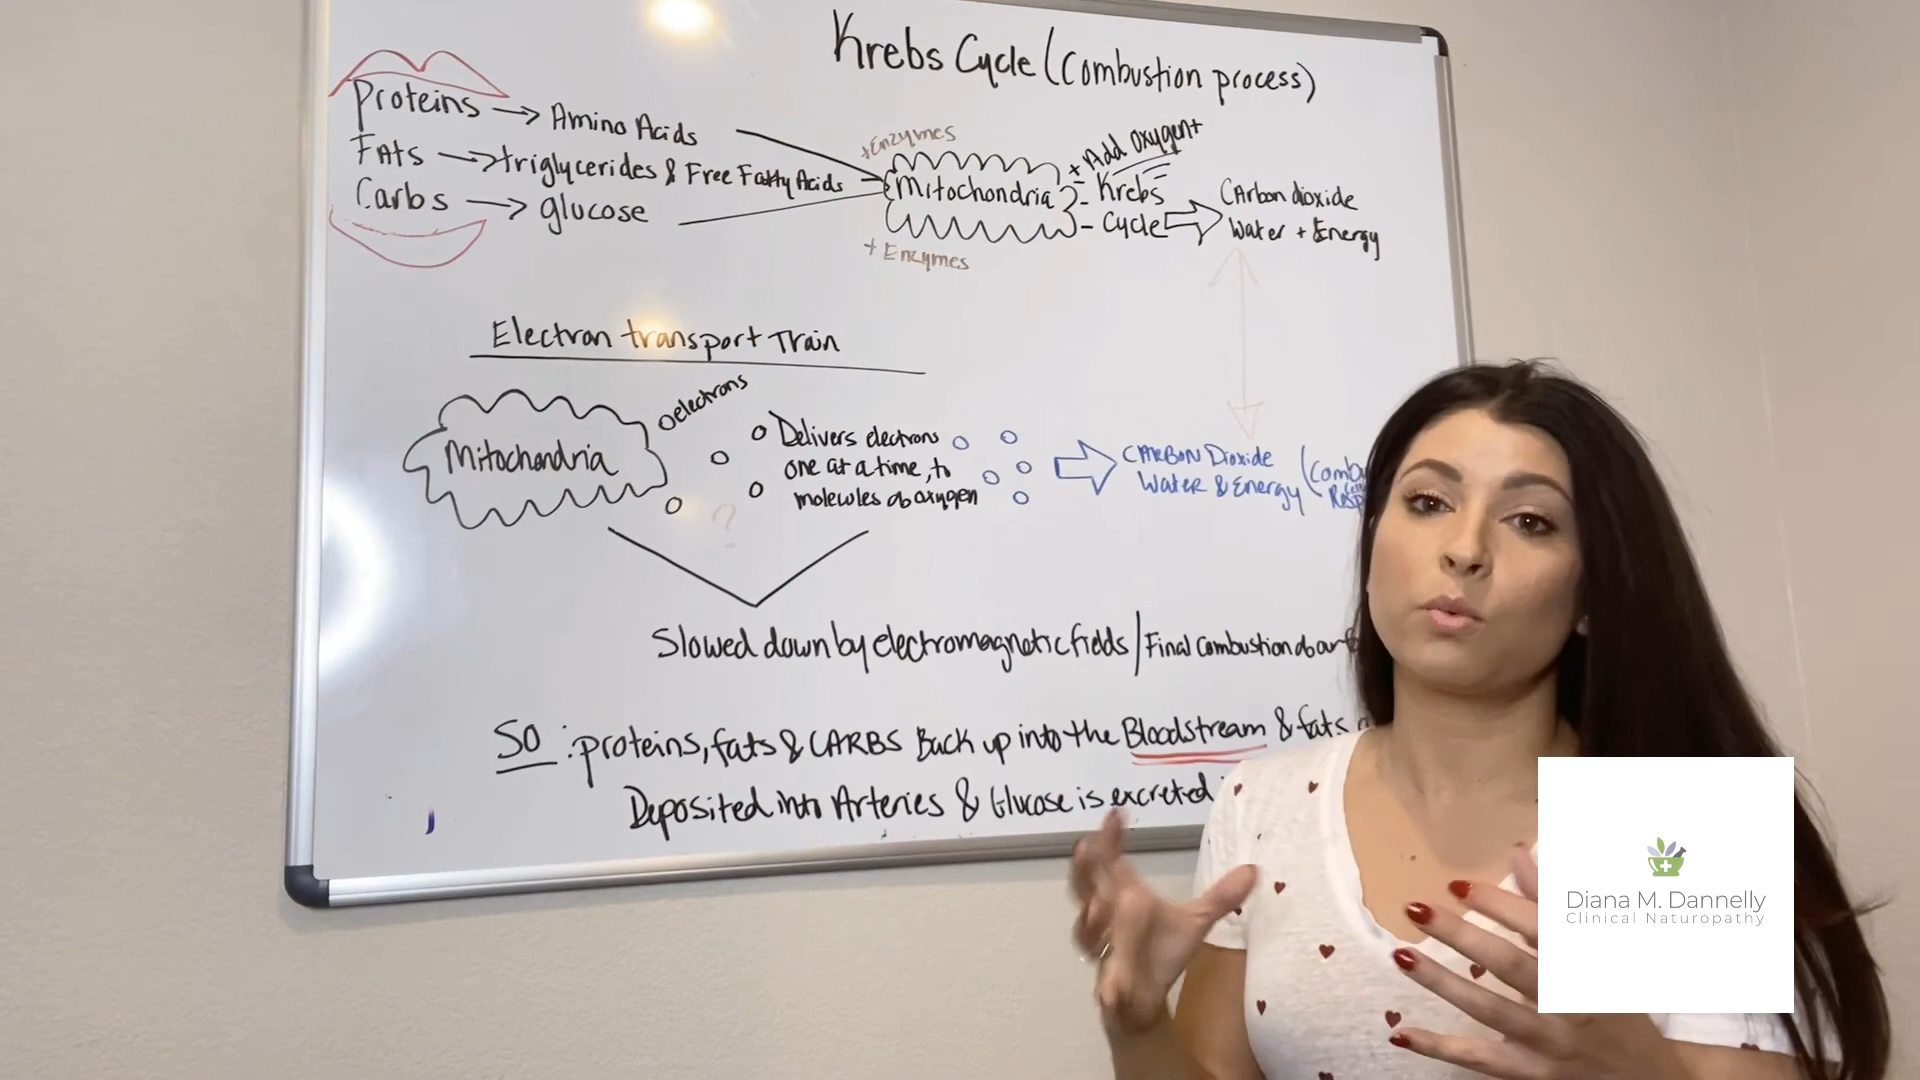 Krebs Cycle (Combustion process)
Proteins → Amino Acids
Fats → triglycerides & Free Fatty Acids
Carbs → glucose
+ Enzymes
Mitochondria
+ Enzymes
+ Add Oxygen +
- Krebs
- Cycle
Carbon dioxide
Water + Energy
Electron transport Train
Mitochondria
electrons
Delivers electrons
one at a time, to
molecules of oxygen
?
Carbon Dioxide
Water & Energy
Slowed down by electromagnetic fields / Final Combustion of our
So : proteins, fats & CARBS Back up into the Bloodstream & fats
Deposited into Arteries & Glucose is excreted
Diana M. Dannelly
Clinical Naturopathy